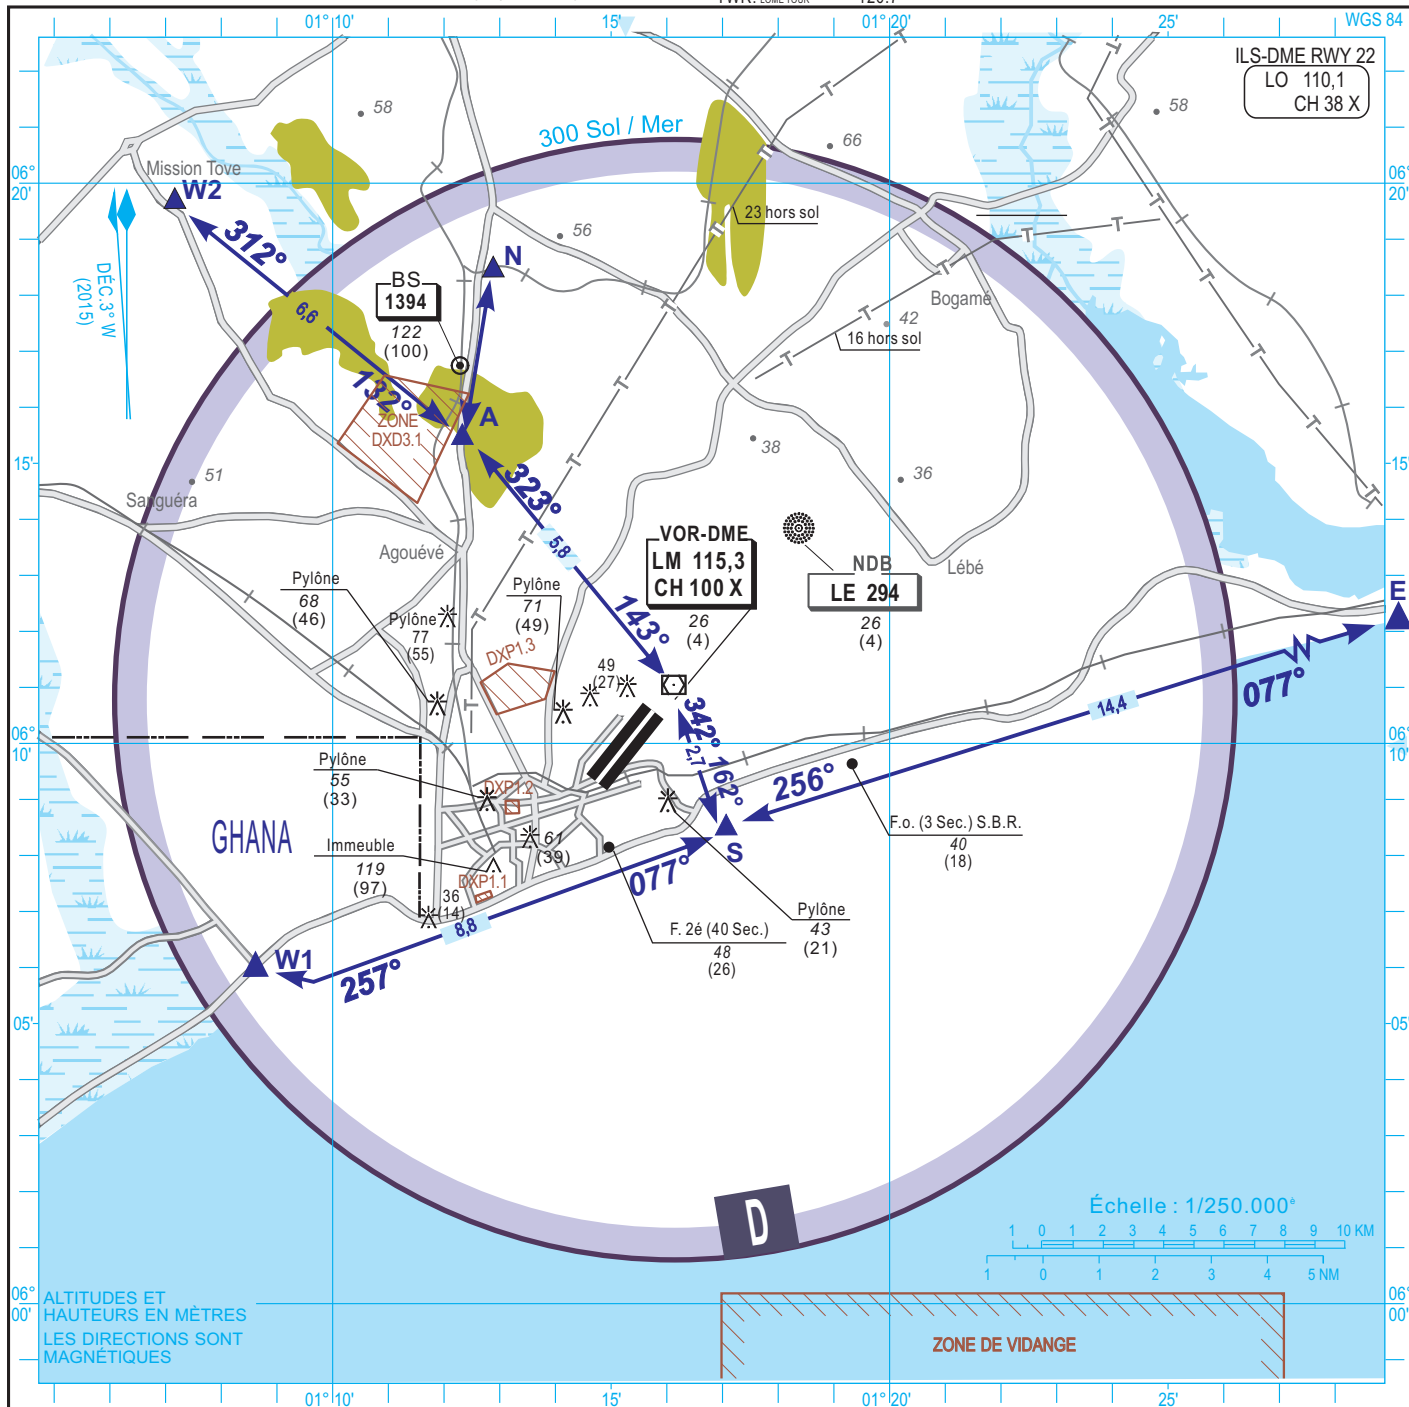 01° 10'
15'
01° 20'
25'
WGS 84
ILS-DME RWY 22
LO 110,1
CH 38 X
58
58
300 Sol / Mer
66
06°
20'
06°
20'
Mission Tove
W2
23 hors sol
312°
56
N
DÉC.3° W
(2015)
BS
1394
122
(100)
Bogamé
6,6
42
16 hors sol
132°
A
ZONE
DXD3.1
38
15'
15'
51
323°
36
Sanguéra
VOR-DME
LM 115,3
CH 100 X
26
(4)
5,8
Agouévé
NDB
LE 294
26
(4)
Lébé
Pylône
68
(46)
Pylône
71
(49)
E
Pylône
77
(55)
143°
DXP1.3
49
(27)
077°
342°
14,4
2,7
06°
10'
06°
10'
162°
Pylône
55
(33)
256°
DXP1.2
GHANA
F.o. (3 Sec.) S.B.R.
40
(18)
61
(39)
Immeuble
119
(97)
S
077°
DXP1.1
36
(14)
Pylône
43
(21)
8,8
F. 2é (40 Sec.)
48
(26)
W1
257°
05'
05'
D
Échelle : 1/250.000è
1 0 1 2 3 4 5 6 7 8 9 10 KM
1 0 1 2 3 4 5 NM
06°
00'
06°
00'
ALTITUDES ET
HAUTEURS EN MÈTRES
LES DIRECTIONS SONT
MAGNÉTIQUES
ZONE DE VIDANGE
01° 10'
15'
01° 20'
25'